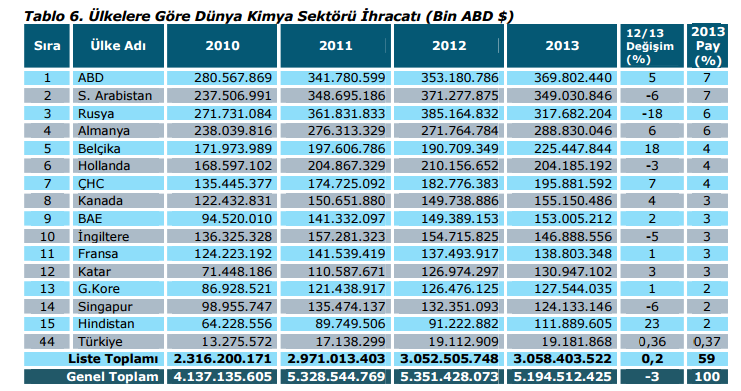 Tablo 6. Ülkelere Göre Dünya Kimya Sektörü İhracatı (Bin ABD $)
Sıra Ülke Adı 2010 2011 2012 2013 12/13 Değişim (%) 2013 Pay (%)
1 ABD 280.567.869 341.780.599 353.180.786 369.802.440 5 7
2 S. Arabistan 237.506.991 348.695.186 371.277.875 349.030.846 -6 7
3 Rusya 271.731.084 361.831.833 385.164.832 317.682.204 -18 6
4 Almanya 238.039.816 276.313.329 271.764.784 288.830.046 6 6
5 Belçika 171.973.989 197.606.786 190.709.349 225.447.844 18 4
6 Hollanda 168.597.102 204.867.329 210.156.652 204.185.192 -3 4
7 ÇHC 135.445.377 174.725.092 182.776.383 195.881.592 7 4
8 Kanada 122.432.831 150.651.880 149.738.886 155.150.486 4 3
9 BAE 94.520.010 141.332.097 149.389.153 153.005.212 2 3
10 İngiltere 136.325.328 157.281.323 154.715.825 146.888.556 -5 3
11 Fransa 124.223.192 141.539.419 137.493.917 138.803.348 1 3
12 Katar 71.448.186 110.587.671 126.974.297 130.947.102 3 3
13 G.Kore 86.928.521 121.438.917 126.476.125 127.544.035 1 2
14 Singapur 98.955.747 135.474.137 132.351.093 124.133.146 -6 2
15 Hindistan 64.228.556 89.749.506 91.222.882 111.889.605 23 2
44 Türkiye 13.275.572 17.138.299 19.112.909 19.181.868 0,36 0,37
Liste Toplamı 2.316.200.171 2.971.013.403 3.052.505.748 3.058.403.522 0,2 59
Genel Toplam 4.137.135.605 5.328.544.769 5.351.428.073 5.194.512.425 -3 100